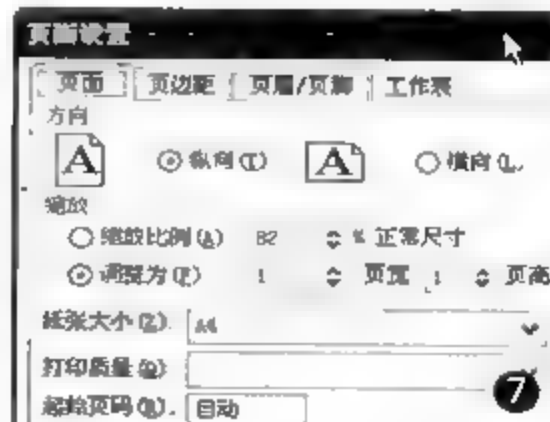 页面设置
页面 页边距 页眉/页脚 工作表
方向
A 纵向(T) A 横向(L)
缩放
缩放比例(A) 82 % 正常尺寸
调整为(F) 1 页宽 1 页高
纸张大小(Z): A4
打印质量(Q)
起始页码(R): 自动
7